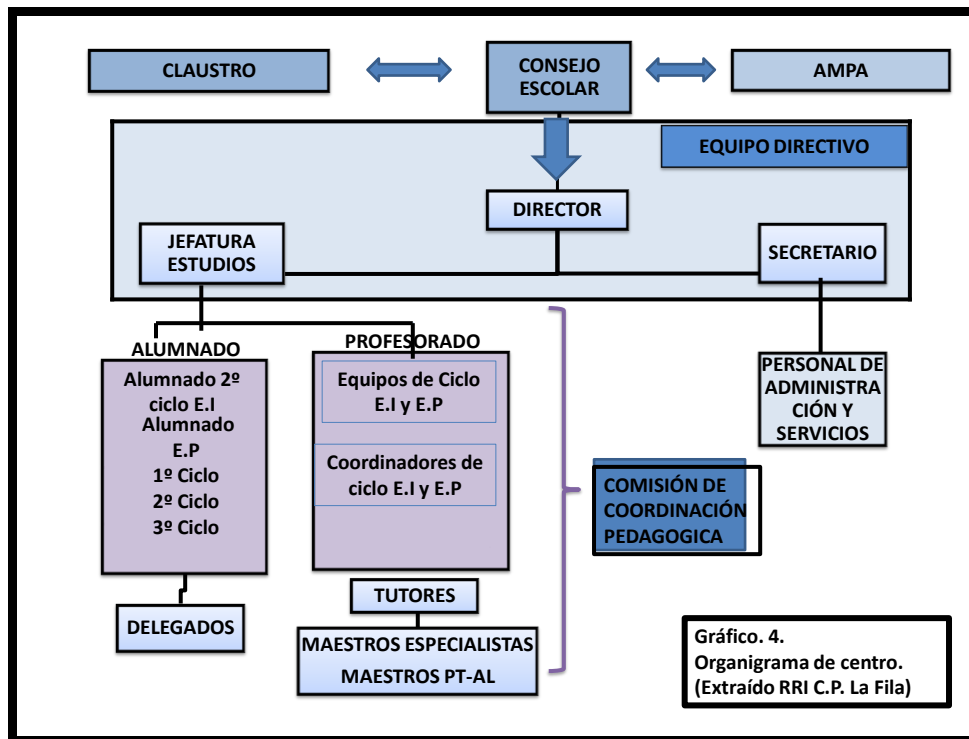 CLAUSTRO
CONSEJO
ESCOLAR
AMPA
EQUIPO DIRECTIVO
DIRECTOR
JEFATURA
ESTUDIOS
SECRETARIO
ALUMNADO
Alumnado 2º
ciclo E.I
Alumnado
E.P
1º Ciclo
2º Ciclo
3º Ciclo
PROFESORADO
Equipos de Ciclo
E.I y E.P
Coordinadores de
ciclo E.I y E.P
PERSONAL DE
ADMINISTRA
CIÓN Y
SERVICIOS
COMISIÓN DE
COORDINACIÓN
PEDAGOGICA
DELEGADOS
TUTORES
MAESTROS ESPECIALISTAS
MAESTROS PT-AL
Gráfico. 4.
Organigrama de centro.
(Extraído RRI C.P. La Fila)